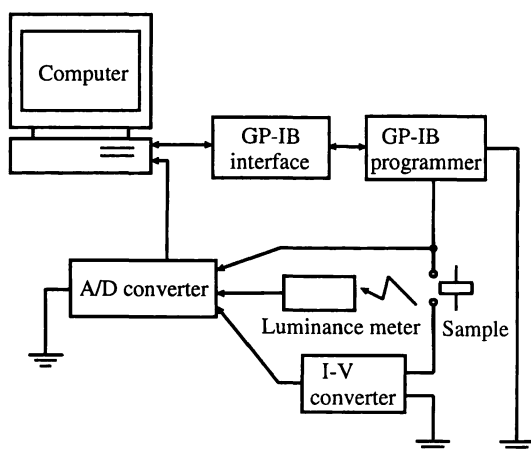 Computer
GP-IB
interface
GP-IB
programmer
A/D converter
Luminance meter
Sample
I-V
converter